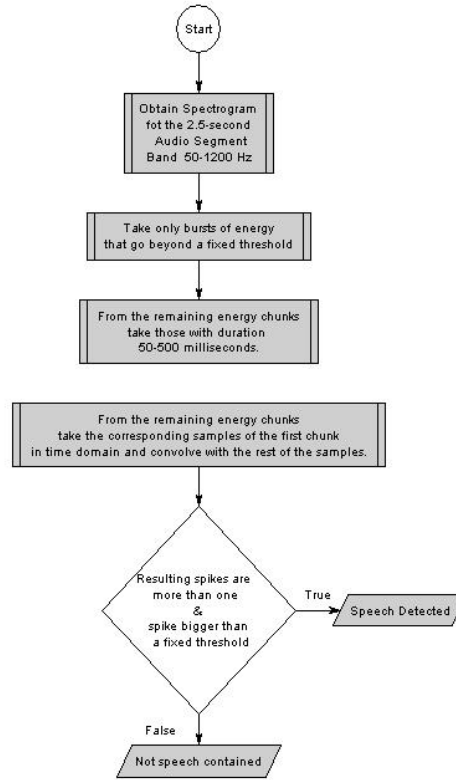 Start
Obtain Spectrogram
fot the 2.5-second
Audio Segment
Band 50-1200 Hz
Take only bursts of energy
that go beyond a fixed threshold
From the remaining energy chunks
take those with duration
50-500 milliseconds.
From the remaining energy chunks
take the corresponding samples of the first chunk
in time domain and convolve with the rest of the samples.
Resulting spikes are
more than one
&
spike bigger than
a fixed threshold
True
Speech Detected
False
Not speech contained